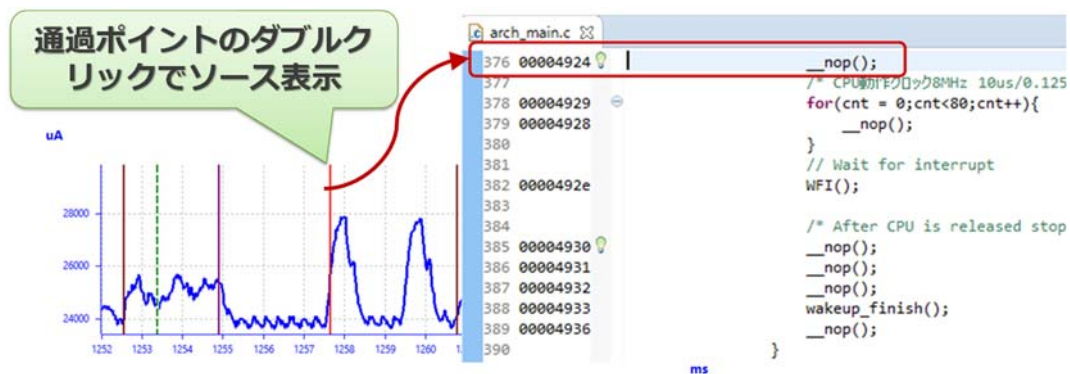 通過ポイントのダブルク
リックでソース表示
uA
28000
26000
24000
1252 1253 1254 1255 1256 1257 1258 1259 1260 1
ms
arch_main.c
376 00004924 __nop();
377 /* CPU動作クロック8MHz 10us/0.125
378 00004929 for(cnt = 0;cnt<80;cnt++){
379 00004928 __nop();
380 }
381 // Wait for interrupt
382 0000492e WFI();
383
384 /* After CPU is released stop
385 00004930 __nop();
386 00004931 __nop();
387 00004932 __nop();
388 00004933 wakeup_finish();
389 00004936 __nop();
390 }